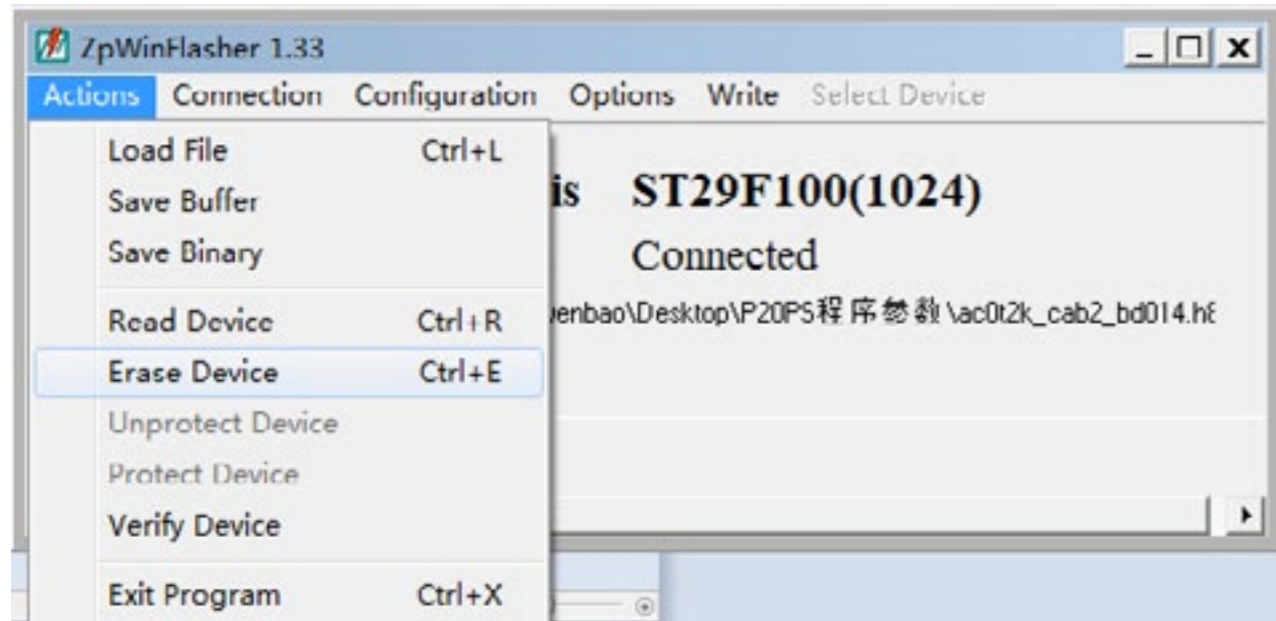 ZpWinFlasher 1.33
Actions Connection Configuration Options Write Select Device
Load File Ctrl+L
Save Buffer
Save Binary
Read Device Ctrl+R
Erase Device Ctrl+E
Unprotect Device
Protect Device
Verify Device
Exit Program Ctrl+X
is ST29F100(1024)
Connected
venbao\Desktop\P20PS程序参数\ac0t2k_cab2_bd014.h8